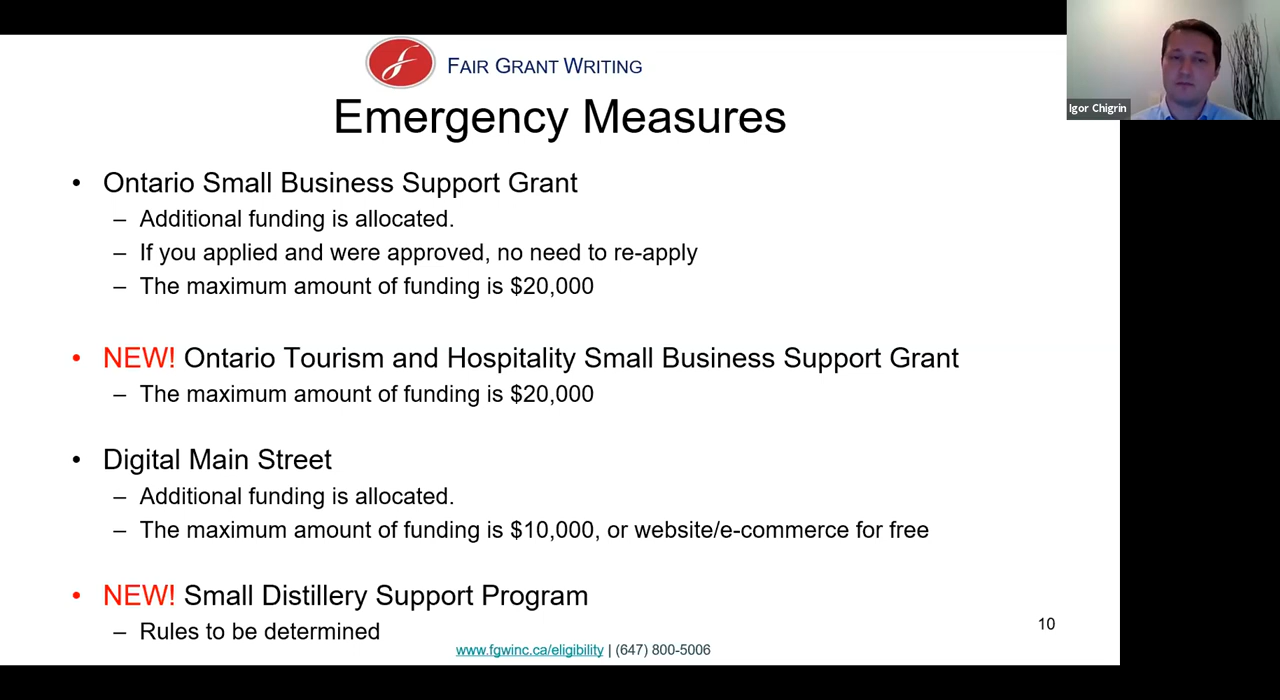 FAIR GRANT WRITING
Igor Chigrin
Emergency Measures
• Ontario Small Business Support Grant
– Additional funding is allocated.
– If you applied and were approved, no need to re-apply
– The maximum amount of funding is $20,000
• NEW! Ontario Tourism and Hospitality Small Business Support Grant
– The maximum amount of funding is $20,000
• Digital Main Street
– Additional funding is allocated.
– The maximum amount of funding is $10,000, or website/e-commerce for free
• NEW! Small Distillery Support Program
– Rules to be determined
10
www.fgwinc.ca/eligibility | (647) 800-5006